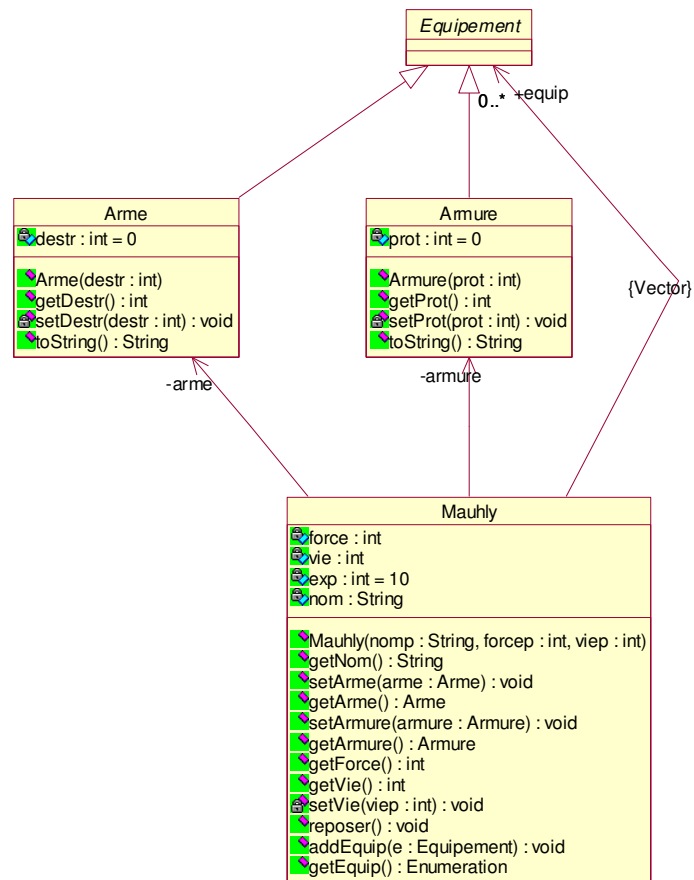 Equipement
0..*
+equip
Arme
destr : int = 0
Arme(destr : int)
getDestr() : int
setDestr(destr : int) : void
toString() : String
Armure
prot : int = 0
Armure(prot : int)
getProt() : int
setProt(prot : int) : void
toString() : String
{Vector}
-arme
-armure
Mauhly
force : int
vie : int
exp : int = 10
nom : String
Mauhly(nomp : String, forcep : int, viep : int)
getNom() : String
setArme(arme : Arme) : void
getArme() : Arme
setArmure(armure : Armure) : void
getArmure() : Armure
getForce() : int
getVie() : int
setVie(viep : int) : void
reposer() : void
addEquip(e : Equipement) : void
getEquip() : Enumeration